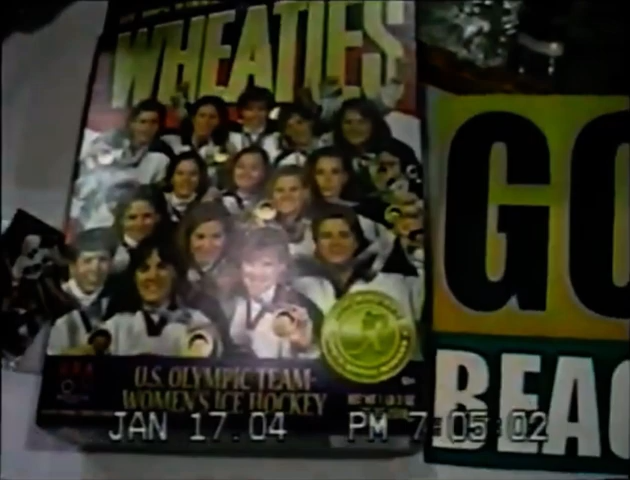 WHEATIES
GO
BEAC
U.S. OLYMPIC TEAM-
WOMEN'S ICE HOCKEY
JAN 17.04 PM 7:05:02